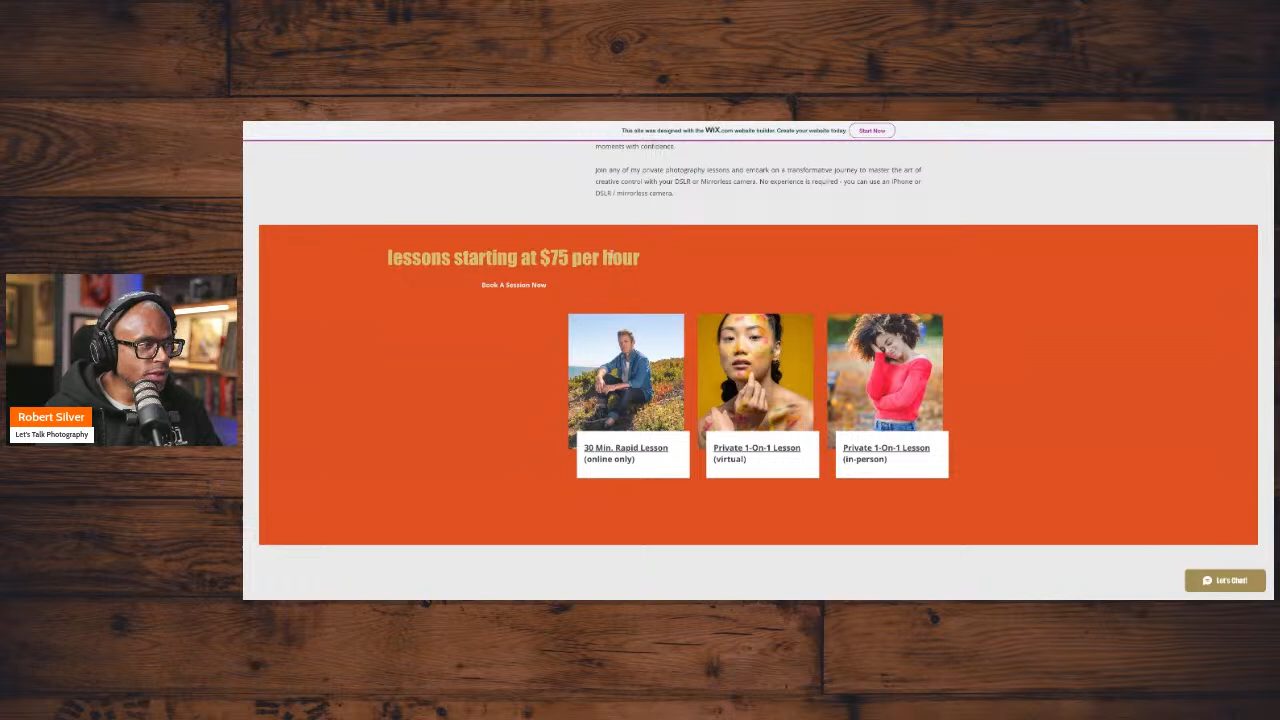 This site was designed with the WiX.com website builder. Create your website today.
Start Now
moments with confidence.
Join any of my private photography lessons and embark on a transformative journey to master the art of
creative control with your DSLR or Mirrorless camera. No experience is required - you can use an iPhone or
DSLR / mirrorless camera.
lessons starting at $75 per hour
Book A Session Now
30 Min. Rapid Lesson
(online only)
Private 1-On-1 Lesson
(virtual)
Private 1-On-1 Lesson
(in-person)
Robert Silver
Let's Talk Photography
Let's Chat!